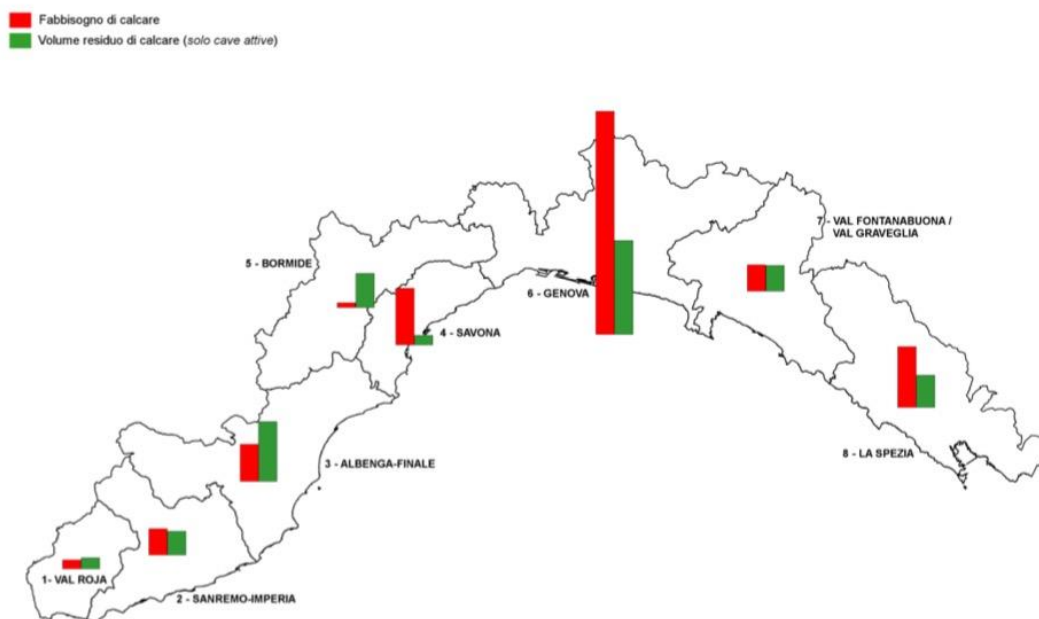 Fabbisogno di calcare
Volume residuo di calcare (solo cave attive)
7 - VAL FONTANABUONA /
VAL GRAVEGLIA
5 - BORMIDE
6 - GENOVA
4 - SAVONA
8 - LA SPEZIA
3 - ALBENGA-FINALE
1- VAL ROJA
2 - SANREMO-IMPERIA